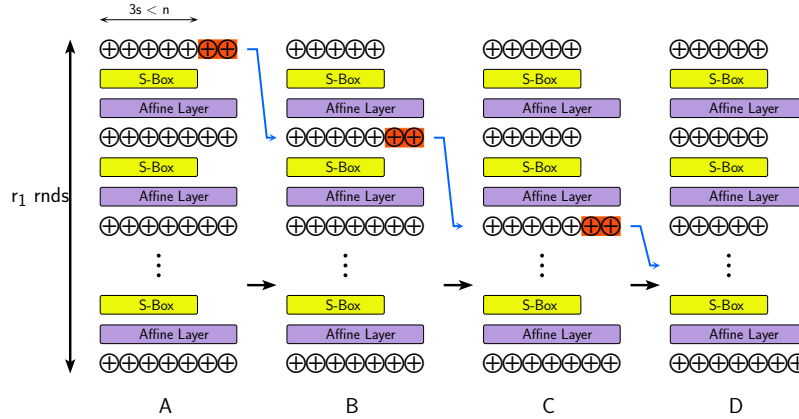 3s < n
S-Box
S-Box
S-Box
S-Box
Affine Layer
Affine Layer
Affine Layer
Affine Layer
S-Box
S-Box
S-Box
S-Box
r1 rnds
Affine Layer
Affine Layer
Affine Layer
Affine Layer
S-Box
S-Box
S-Box
S-Box
Affine Layer
Affine Layer
Affine Layer
Affine Layer
A
B
C
D